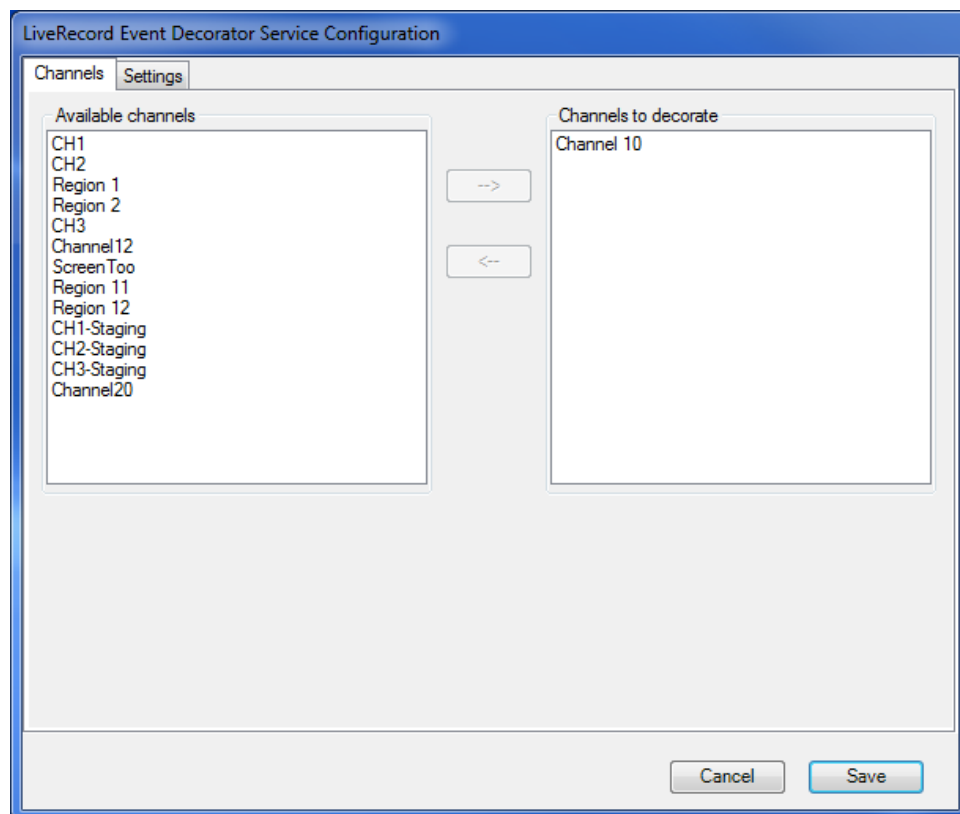 LiveRecord Event Decorator Service Configuration
Channels Settings
Available channels
CH1
CH2
Region 1
Region 2
CH3
Channel12
ScreenToo
Region 11
Region 12
CH1-Staging
CH2-Staging
CH3-Staging
Channel20
-->
<--
Channels to decorate
Channel 10
Cancel Save